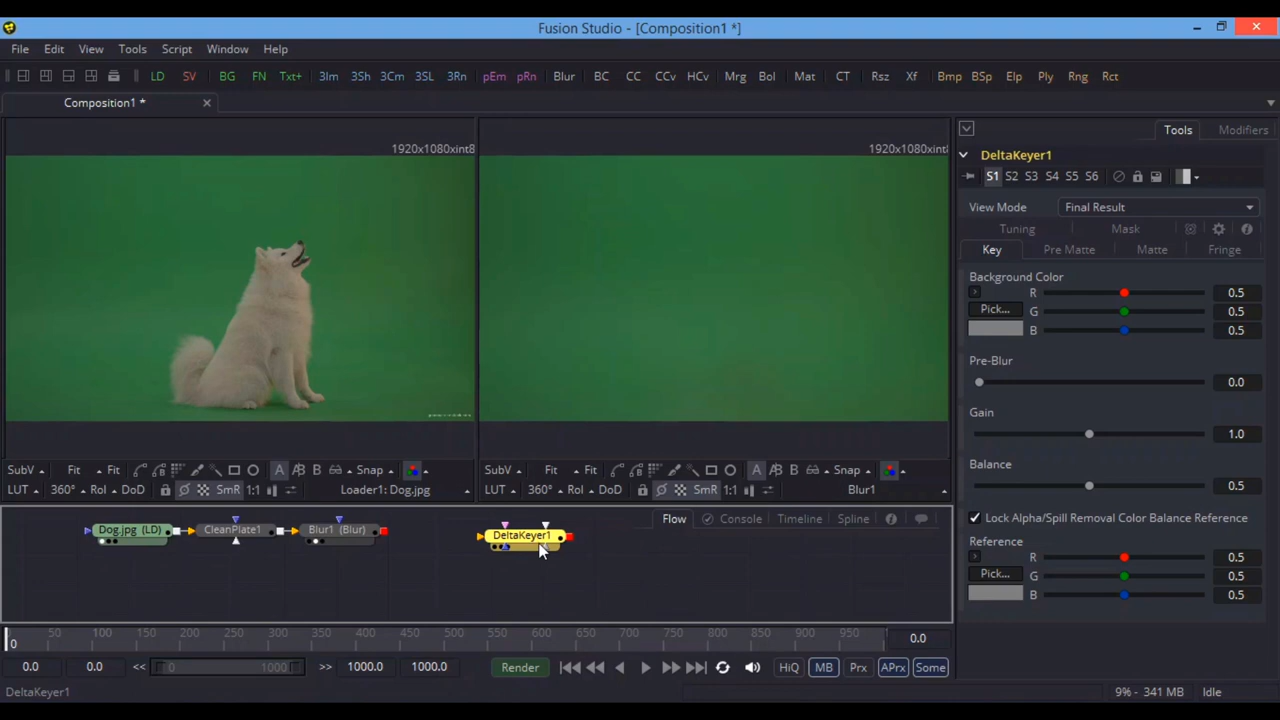 Fusion Studio - [Composition1 *]
File Edit View Tools Script Window Help
LD SV BG FN Txt+ 3Im 3Sh 3Cm 3SL 3Rn pEm pRn Blur BC CC CCv HCv Mrg Bol Mat CT Rsz Xf Bmp BSp Elp Ply Rng Rct
Composition1 *
1920x1080xint8 1920x1080xint8
Tools Modifiers
DeltaKeyer1
S1 S2 S3 S4 S5 S6
View Mode Final Result
Tuning Mask
Key Pre Matte Matte Fringe
Background Color
R 0.5
Pick... G 0.5
B 0.5
Pre-Blur
0.0
Gain
1.0
Balance
0.5
Lock Alpha/Spill Removal Color Balance Reference
Reference
R 0.5
Pick... G 0.5
B 0.5
SubV Fit Fit A A/B B Snap SubV Fit Fit A A/B B Snap
LUT 360° Rol DoD SmR 1:1 Loader1: Dog.jpg LUT 360° Rol DoD SmR 1:1 Blur1
Flow Console Timeline Spline
Dog.jpg (LD) CleanPlate1 Blur1 (Blur) DeltaKeyer1
0 50 100 150 200 250 300 350 400 450 500 550 600 650 700 750 800 850 900 950 0.0
0.0 0.0 << 0 1000 >> 1000.0 1000.0 Render HiQ MB Prx APrx Some
DeltaKeyer1 9% - 341 MB Idle